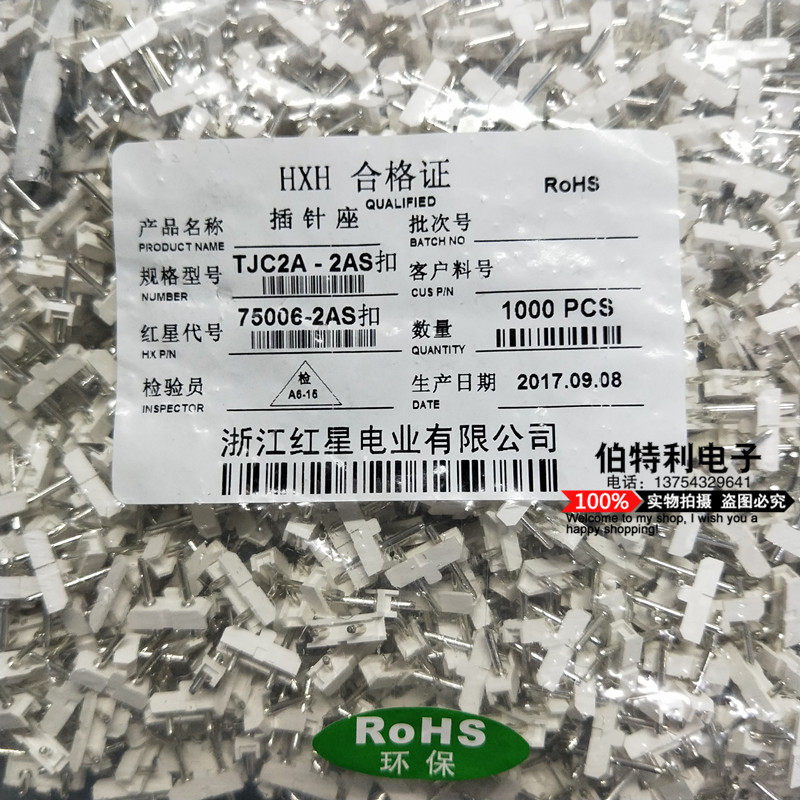 HXH 合格证
QUALIFIED
RoHS
产品名称 插针座
PRODUCT NAME
批次号
BATCH NO
规格型号 TJC2A-2AS扣
NUMBER
客户料号
CUS P/N
红星代号 75006-2AS扣
HX P/N
数量 1000 PCS
QUANTITY
检验员
INSPECTOR
检
A6-15
生产日期 2017.09.08
DATE
浙江红星电业有限公司
伯特利电子
电话：13754329641
100% 实物拍摄 盗图必究
Welcome to my shop, I wish you a
happy shopping!
RoHS
环保